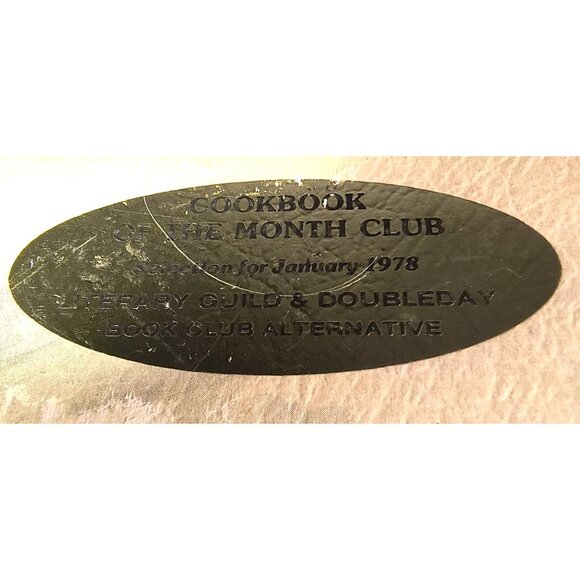 COOKBOOK
OF THE MONTH CLUB
Selection for January 1978
LITERARY GUILD & DOUBLEDAY
BOOK CLUB ALTERNATIVE